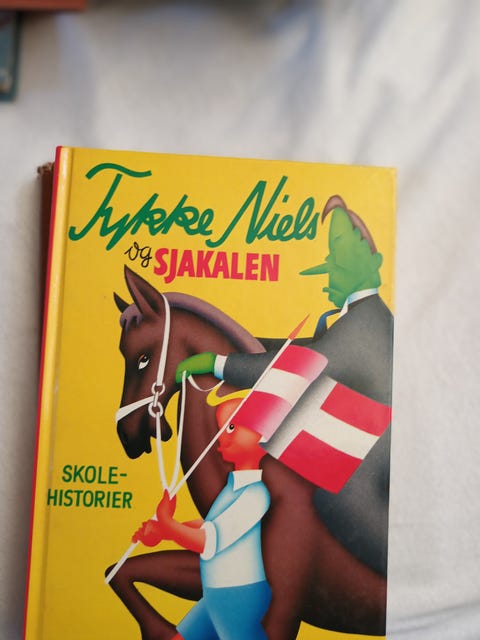 Tykke Niels
og SJAKALEN
SKOLE-
HISTORIER